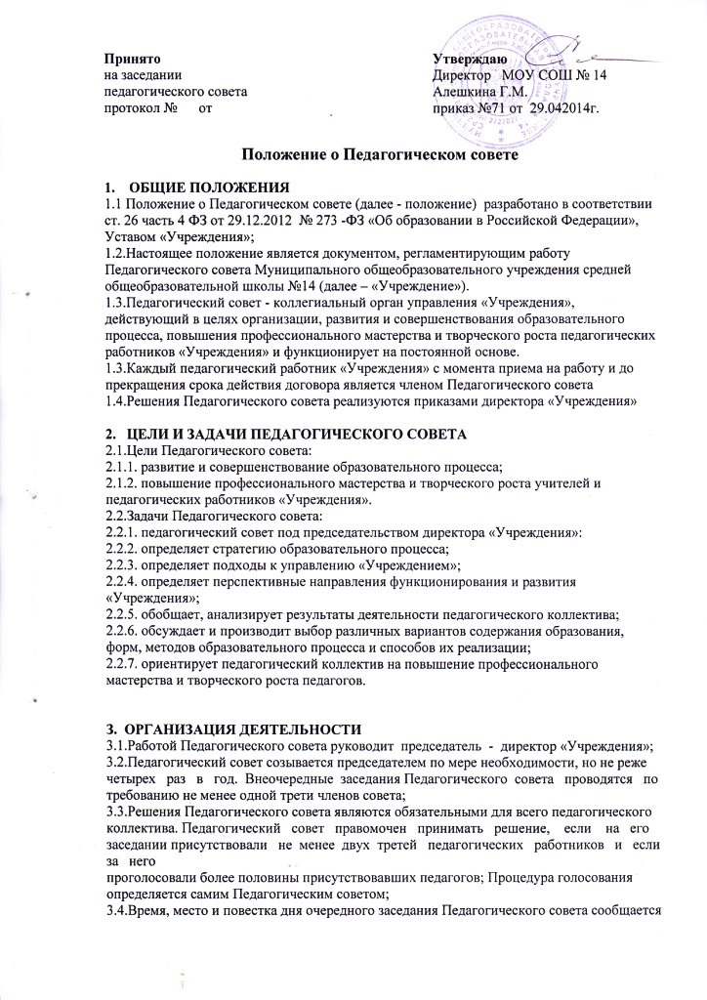 Принято
на заседании
педагогического совета
протокол № от
Утверждаю
Директор МОУ СОШ № 14
Алешкина Г.М.
приказ №71 от 29.042014г.
Положение о Педагогическом совете
1. ОБЩИЕ ПОЛОЖЕНИЯ
1.1 Положение о Педагогическом совете (далее - положение) разработано в соответствии
ст. 26 часть 4 ФЗ от 29.12.2012 № 273 -ФЗ «Об образовании в Российской Федерации»,
Уставом «Учреждения»;
1.2.Настоящее положение является документом, регламентирующим работу
Педагогического совета Муниципального общеобразовательного учреждения средней
общеобразовательной школы №14 (далее – «Учреждение»).
1.3.Педагогический совет - коллегиальный орган управления «Учреждения»,
действующий в целях организации, развития и совершенствования образовательного
процесса, повышения профессионального мастерства и творческого роста педагогических
работников «Учреждения» и функционирует на постоянной основе.
1.3.Каждый педагогический работник «Учреждения» с момента приема на работу и до
прекращения срока действия договора является членом Педагогического совета
1.4.Решения Педагогического совета реализуются приказами директора «Учреждения»
2. ЦЕЛИ И ЗАДАЧИ ПЕДАГОГИЧЕСКОГО СОВЕТА
2.1.Цели Педагогического совета:
2.1.1. развитие и совершенствование образовательного процесса;
2.1.2. повышение профессионального мастерства и творческого роста учителей и
педагогических работников «Учреждения».
2.2.Задачи Педагогического совета:
2.2.1. педагогический совет под председательством директора «Учреждения»:
2.2.2. определяет стратегию образовательного процесса;
2.2.3. определяет подходы к управлению «Учреждением»;
2.2.4. определяет перспективные направления функционирования и развития
«Учреждения»;
2.2.5. обобщает, анализирует результаты деятельности педагогического коллектива;
2.2.6. обсуждает и производит выбор различных вариантов содержания образования,
форм, методов образовательного процесса и способов их реализации;
2.2.7. ориентирует педагогический коллектив на повышение профессионального
мастерства и творческого роста педагогов.
3. ОРГАНИЗАЦИЯ ДЕЯТЕЛЬНОСТИ
3.1.Работой Педагогического совета руководит председатель - директор «Учреждения»;
3.2.Педагогический совет созывается председателем по мере необходимости, но не реже
четырех раз в год. Внеочередные заседания Педагогического совета проводятся по
требованию не менее одной трети членов совета;
3.3.Решения Педагогического совета являются обязательными для всего педагогического
коллектива. Педагогический совет правомочен принимать решение, если на его
заседании присутствовали не менее двух третей педагогических работников и если
за него
проголосовали более половины присутствовавших педагогов; Процедура голосования
определяется самим Педагогическим советом;
3.4.Время, место и повестка дня очередного заседания Педагогического совета сообщается